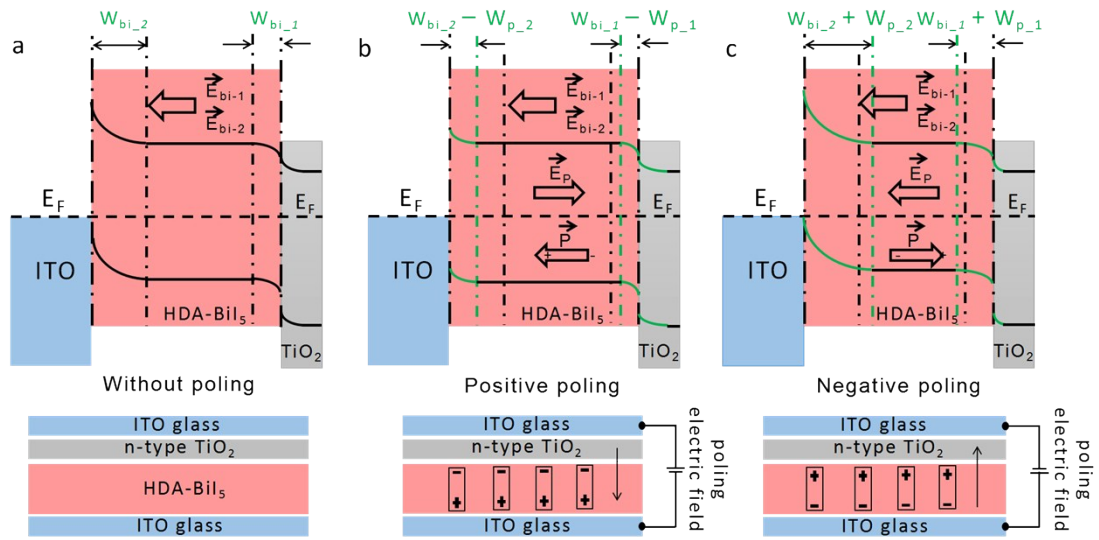 a
W_bi_2
W_bi_1
E_bi-1
E_bi-2
E_F
E_F
ITO
HDA-BiI₅
TiO₂
Without poling
ITO glass
n-type TiO₂
HDA-BiI₅
ITO glass
b
W_bi_2 − W_p_2
W_bi_1 − W_p_1
E_bi-1
E_bi-2
E_P
E_F
E_F
P
+ -
ITO
HDA-BiI₅
TiO₂
Positive poling
ITO glass
n-type TiO₂
- - - -
+ + + +
ITO glass
poling
electric field
c
W_bi_2 + W_p_2
W_bi_1 + W_p_1
E_bi-1
E_bi-2
E_P
E_F
E_F
P
- +
ITO
HDA-BiI₅
TiO₂
Negative poling
ITO glass
n-type TiO₂
+ + + +
- - - -
ITO glass
poling
electric field